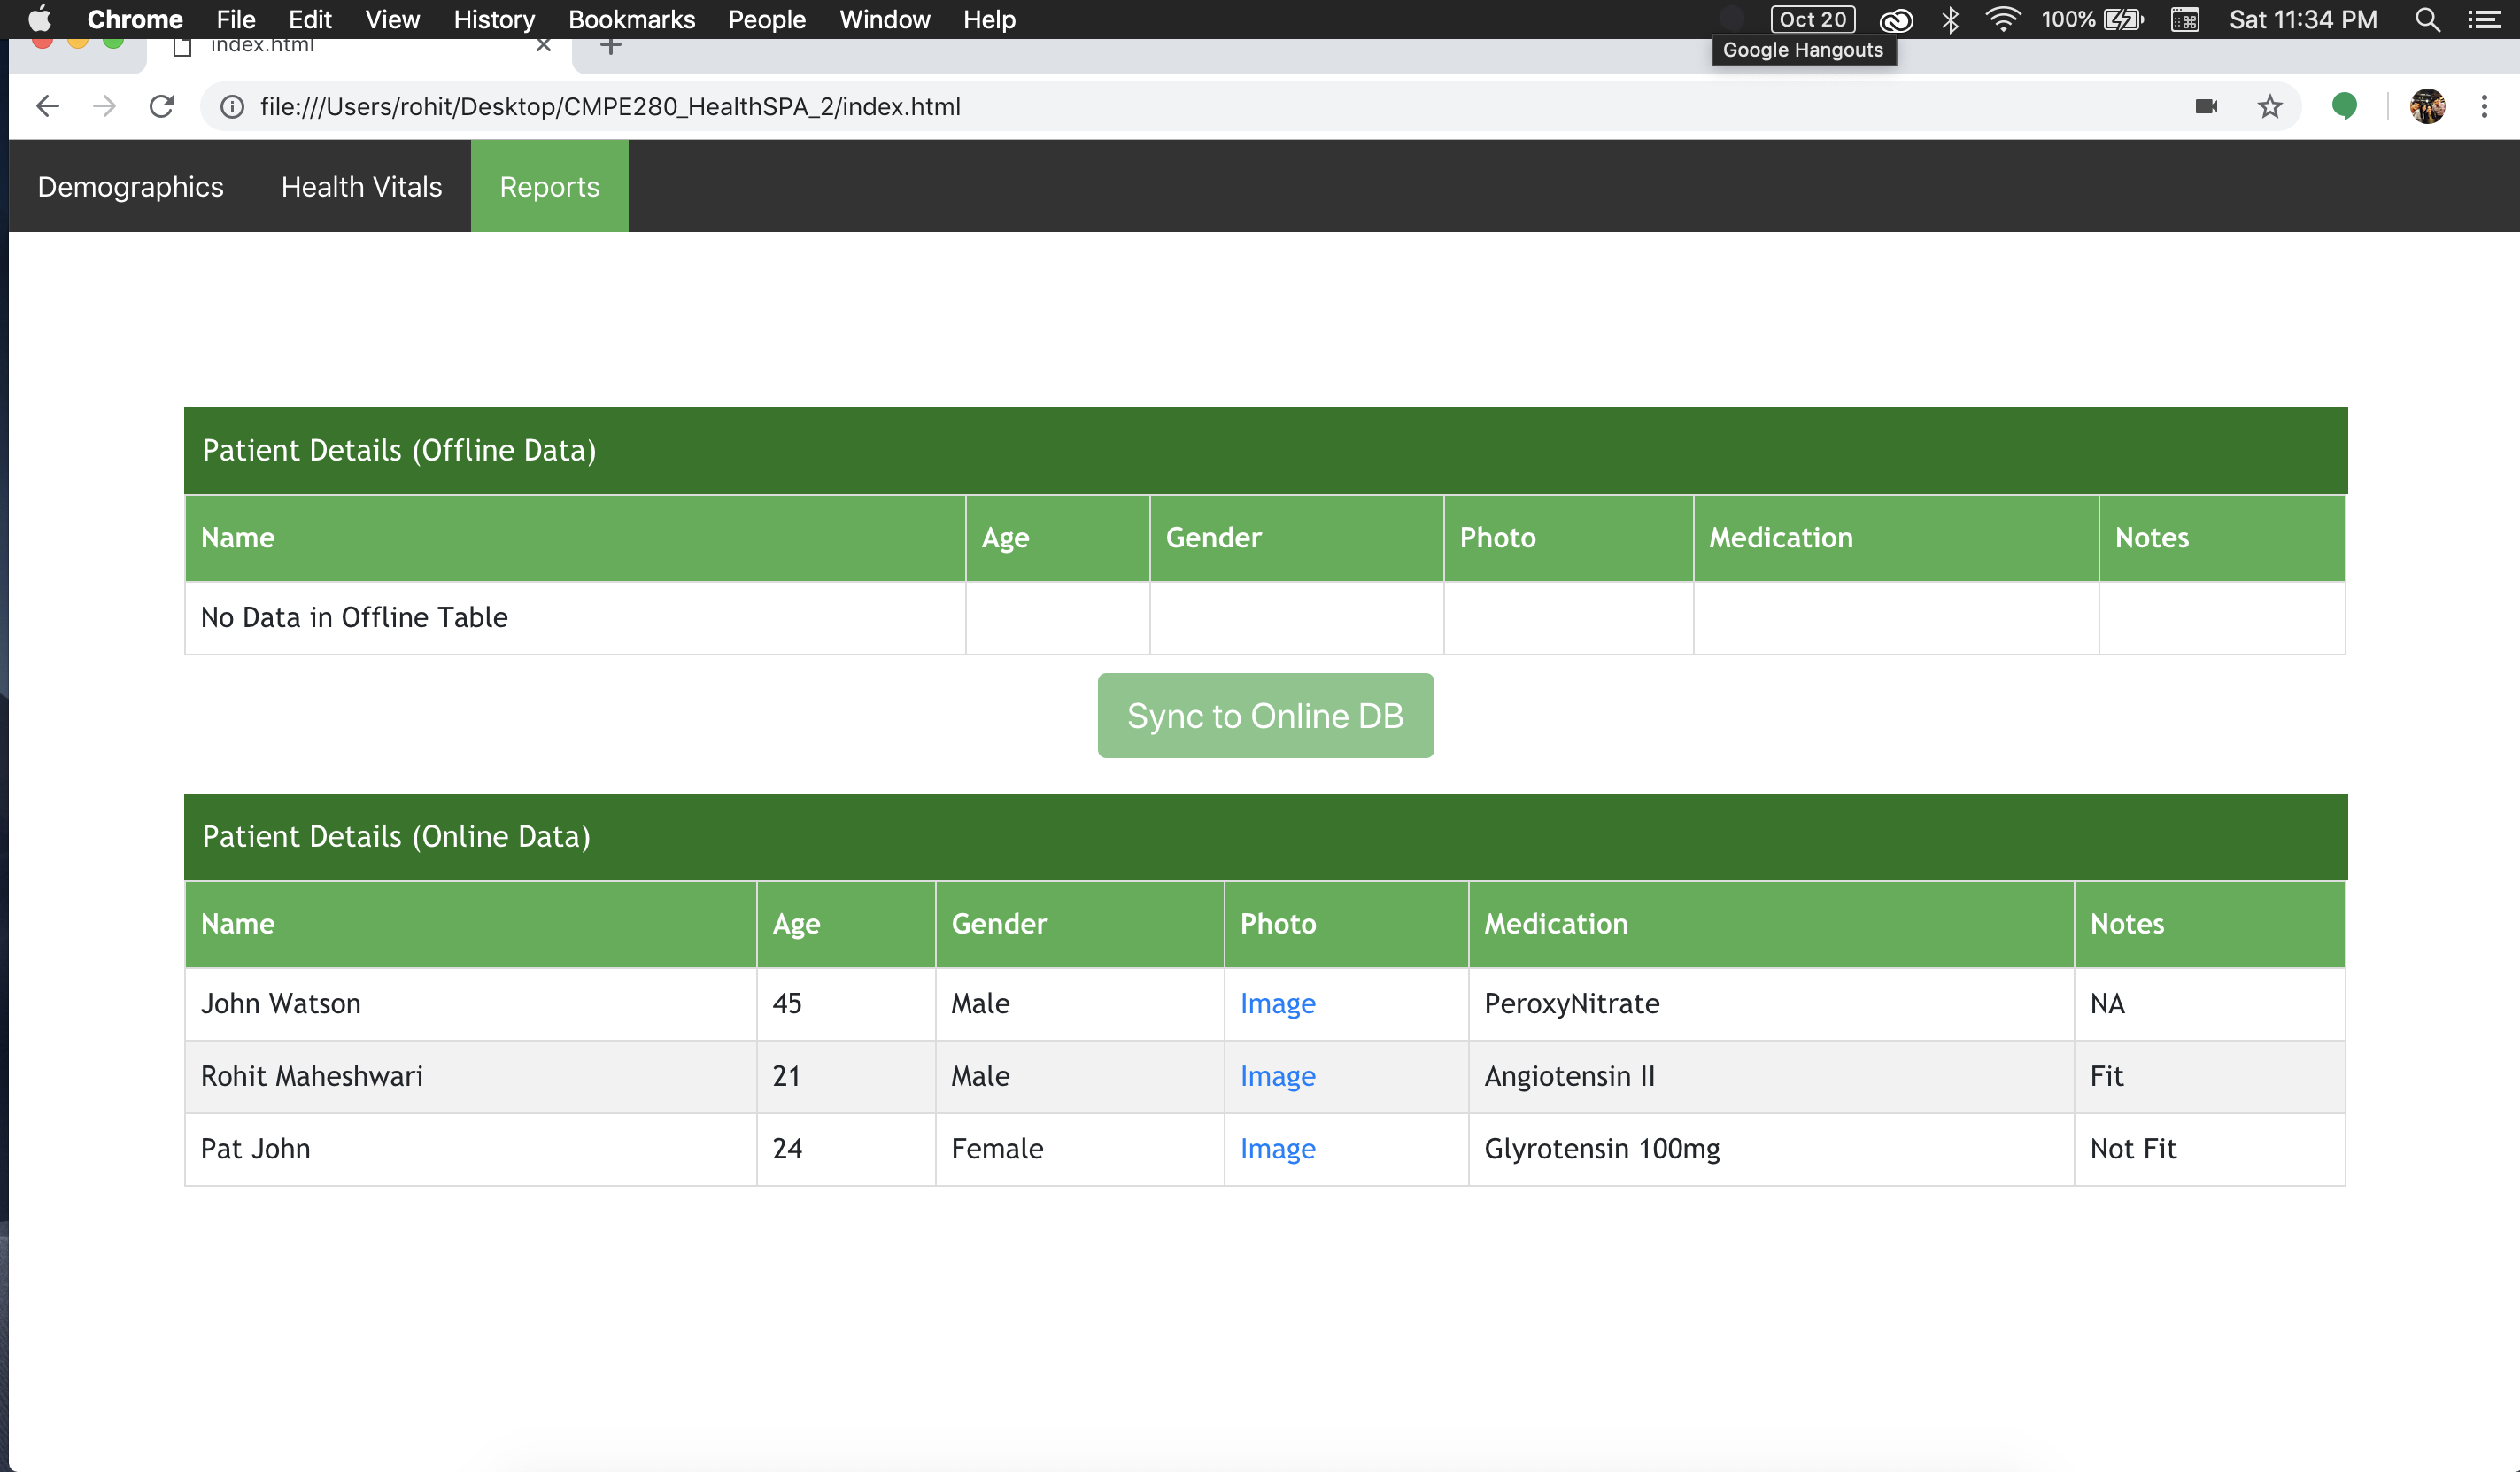 Chrome File Edit View History Bookmarks People Window Help Oct 20 100% Sat 11:34 PM
index.html
Google Hangouts
file:///Users/rohit/Desktop/CMPE280_HealthSPA_2/index.html
Demographics Health Vitals Reports
Patient Details (Offline Data)
Name Age Gender Photo Medication Notes
No Data in Offline Table
Sync to Online DB
Patient Details (Online Data)
Name Age Gender Photo Medication Notes
John Watson 45 Male Image PeroxyNitrate NA
Rohit Maheshwari 21 Male Image Angiotensin II Fit
Pat John 24 Female Image Glyrotensin 100mg Not Fit